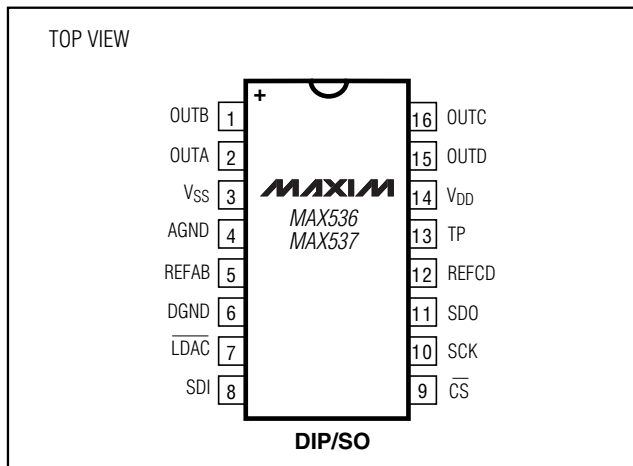 TOP VIEW
+
OUTB 1 16 OUTC
OUTA 2 15 OUTD
VSS 3 MAXIM 14 VDD
MAX536
AGND 4 MAX537 13 TP
REFAB 5 12 REFCD
DGND 6 11 SDO
LDAC 7 10 SCK
SDI 8 9 CS
DIP/SO